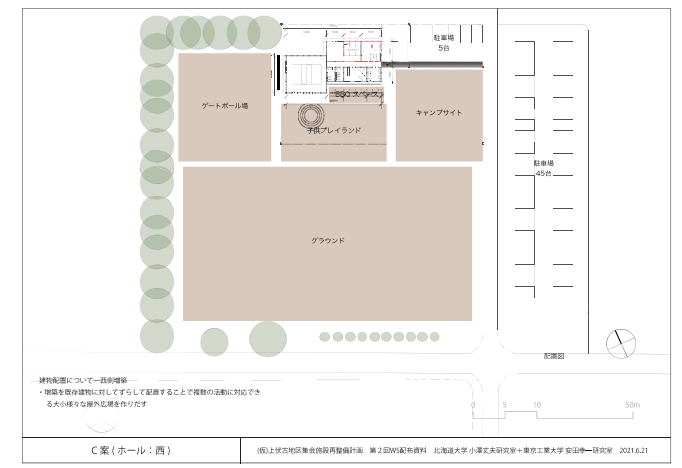 駐車場
5台
BBQ スペース
ゲートボール場
キャンプサイト
子供プレイランド
駐車場
45台
グラウンド
配置図
建物配置について―西側増築
・増築を既存建物に対してずらして配置することで複数の活動に対応でき
る大小様々な屋外広場を作りだす
0 5 10 50m
C 案 ( ホール：西 )
(仮)上伏古地区集会施設再整備計画 第２回WS配布資料 北海道大学 小澤丈夫研究室＋東京工業大学 安田幸一研究室 2021.6.21